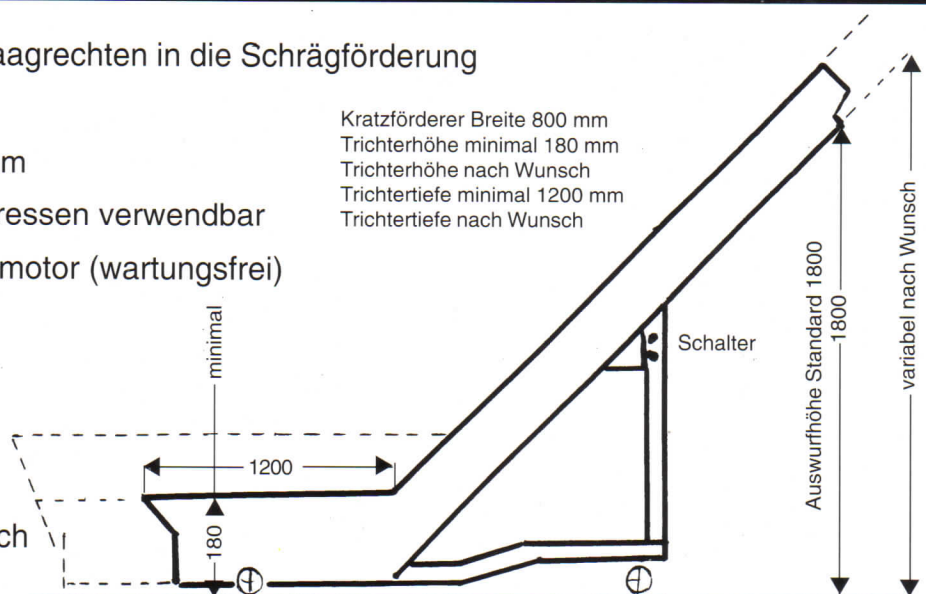 aagrechten in die Schrägförderung
m
ressen verwendbar
motor (wartungsfrei)
ch
Kratzförderer Breite 800 mm
Trichterhöhe minimal 180 mm
Trichterhöhe nach Wunsch
Trichtertiefe minimal 1200 mm
Trichtertiefe nach Wunsch
minimal
1200
180
Schalter
Auswurfhöhe Standard 1800
1800
variabel nach Wunsch